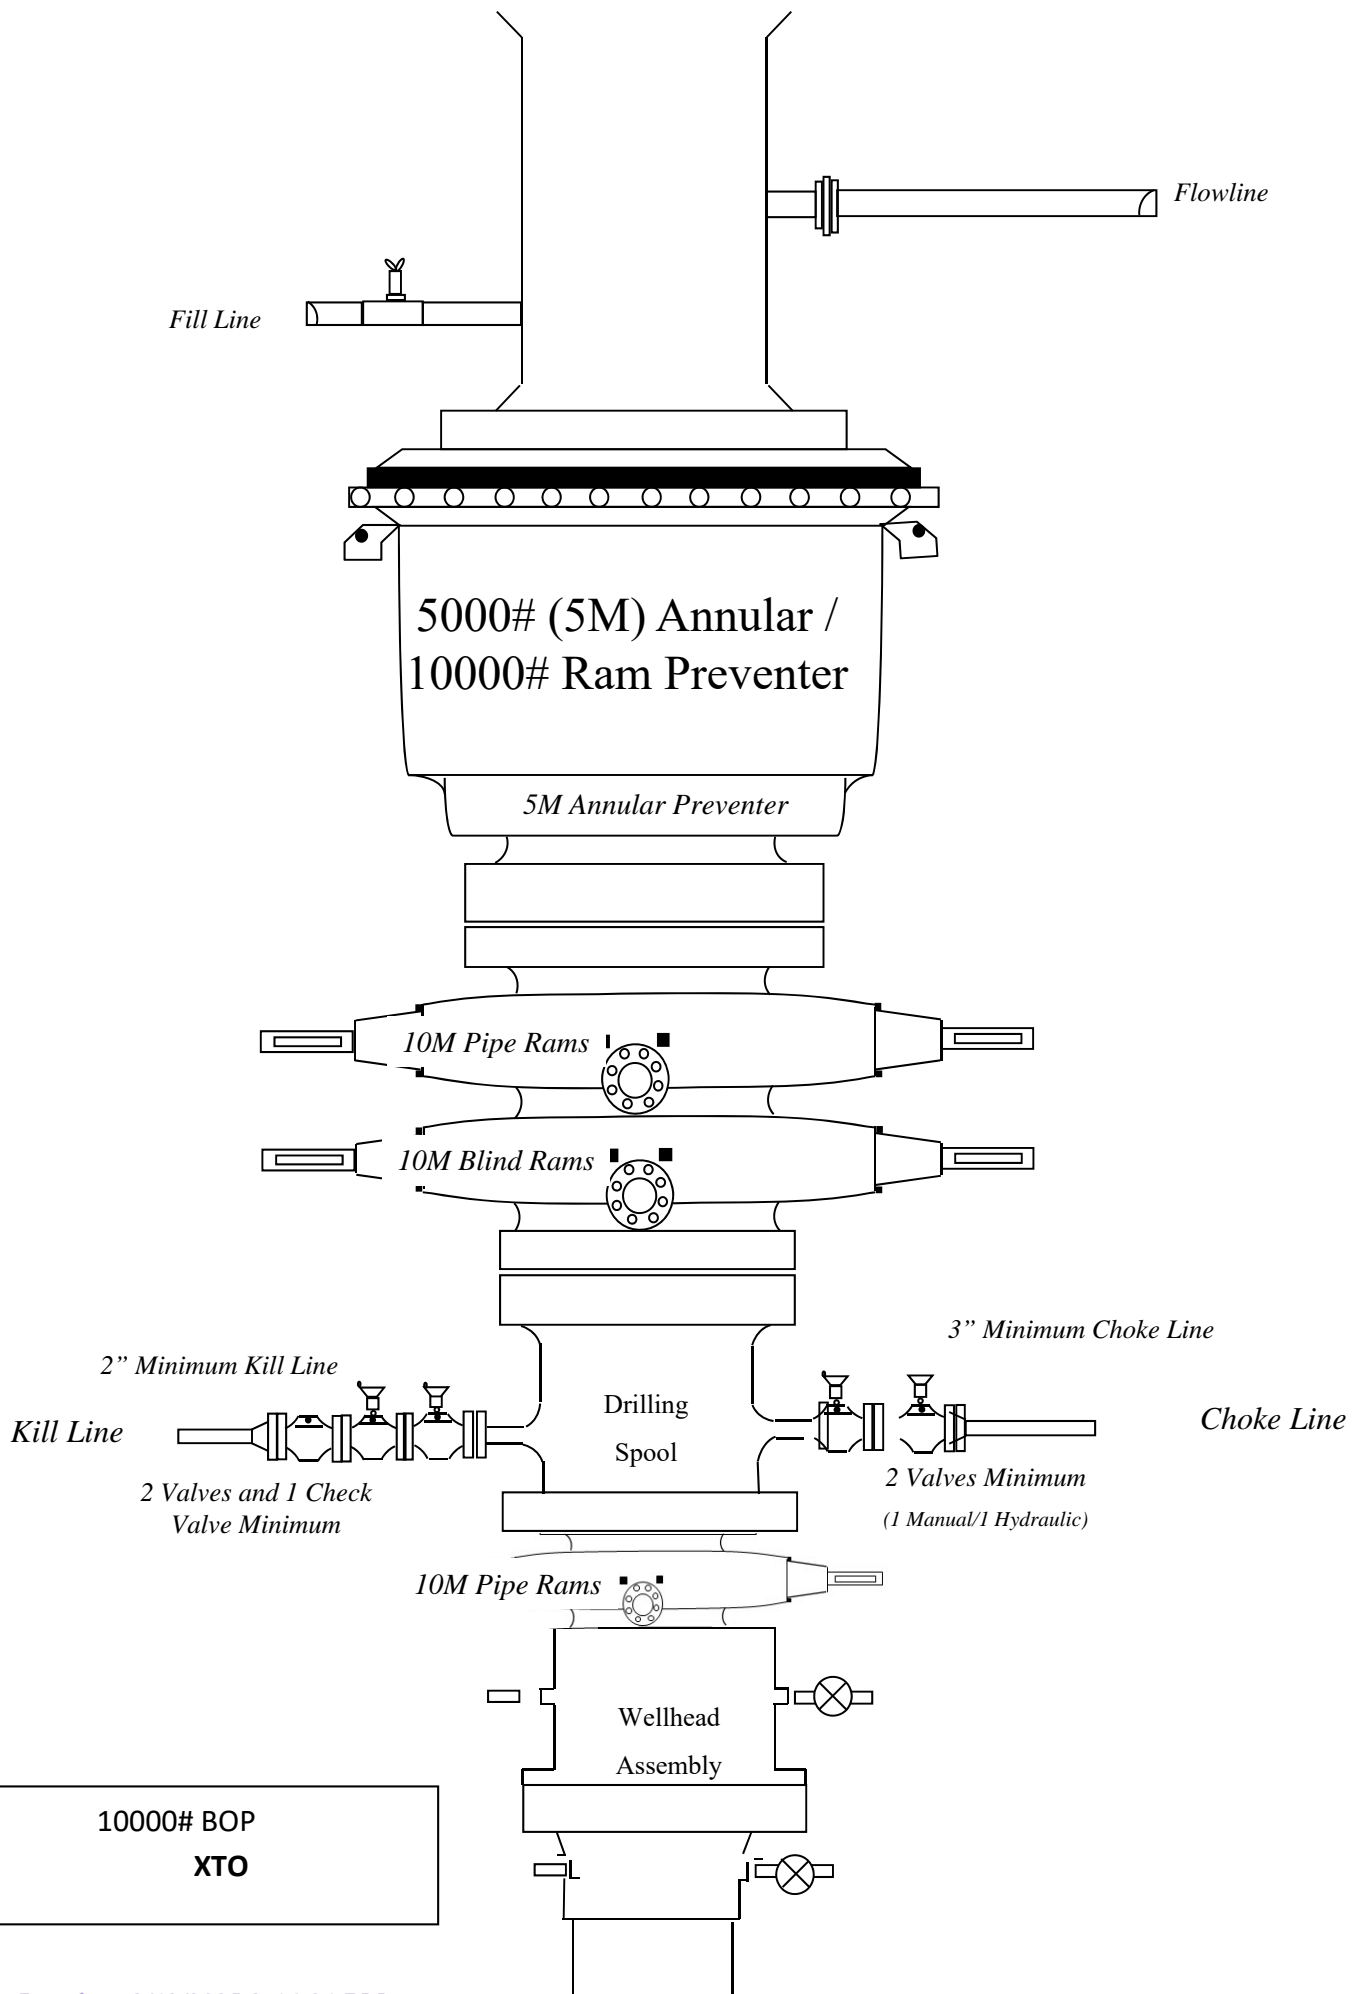 Flowline
Fill Line
5000# (5M) Annular /
10000# Ram Preventer
5M Annular Preventer
10M Pipe Rams
10M Blind Rams
3” Minimum Choke Line
2” Minimum Kill Line
Drilling
Spool
Kill Line
Choke Line
2 Valves and 1 Check
Valve Minimum
2 Valves Minimum
(1 Manual/1 Hydraulic)
10M Pipe Rams
Wellhead
Assembly
10000# BOP
XTO